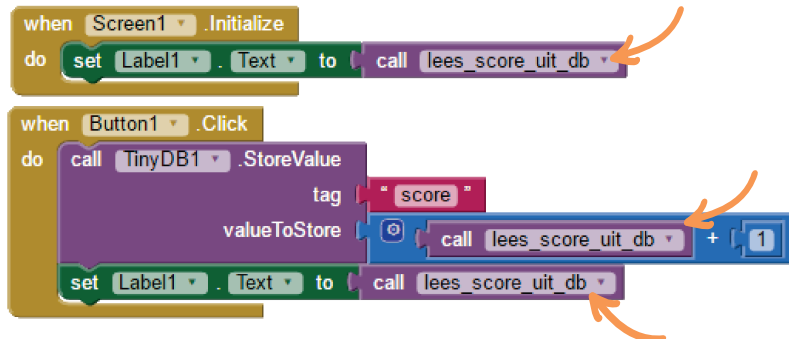 when Screen1 .Initialize
do set Label1 . Text to call lees_score_uit_db
when Button1 .Click
do call TinyDB1 .StoreValue
tag " score "
valueToStore call lees_score_uit_db + 1
set Label1 . Text to call lees_score_uit_db